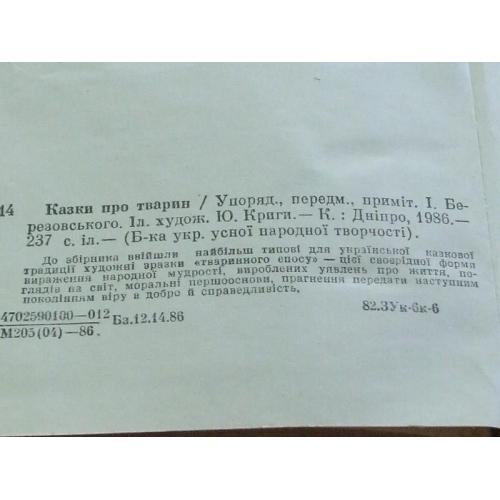 14 Казки про тварин / Упоряд., передм., приміт. І. Бе-
резовського. Іл. худож. Ю. Криги.— К. : Дніпро, 1986.—
237 с. іл.— (Б-ка укр. усної народної творчості).
До збірника ввійшли найбільш типові для української казкової
традиції художні зразки «тваринного епосу» — цієї своєрідної форми
вираження народної мудрості, вироблених уявлень про життя, по-
глядів на світ, моральні першооснови, прагнення передати наступним
поколінням віру в добро й справедливість.
4702590100—012 Бз.12.14.86 82.3Ук-6к-6
М205(04)—86.